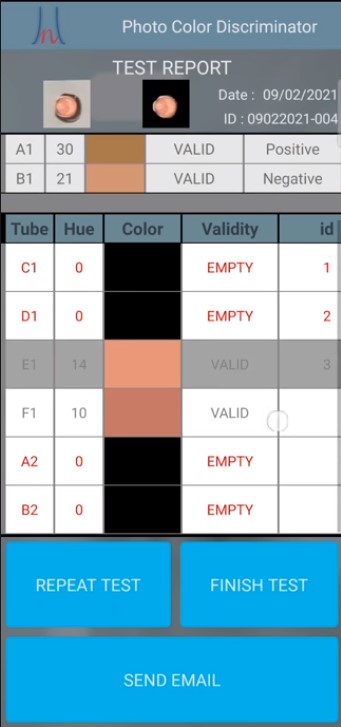 Photo Color Discriminator
TEST REPORT
Date : 09/02/2021
ID : 09022021-004
A1 30 VALID Positive
B1 21 VALID Negative
Tube Hue Color Validity id
C1 0 EMPTY 1
D1 0 EMPTY 2
E1 14 VALID 3
F1 10 VALID
A2 0 EMPTY
B2 0 EMPTY
REPEAT TEST FINISH TEST
SEND EMAIL